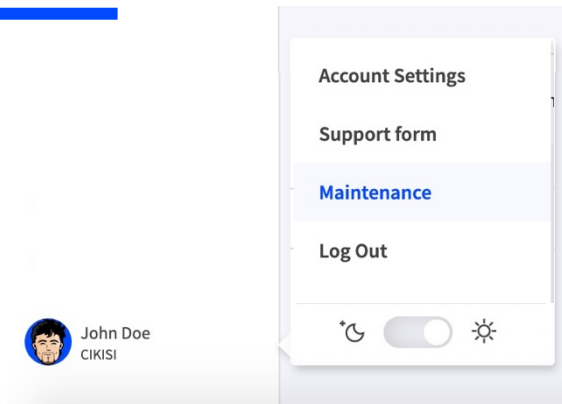 Account Settings
Support form
Maintenance
Log Out
John Doe
CIKISI